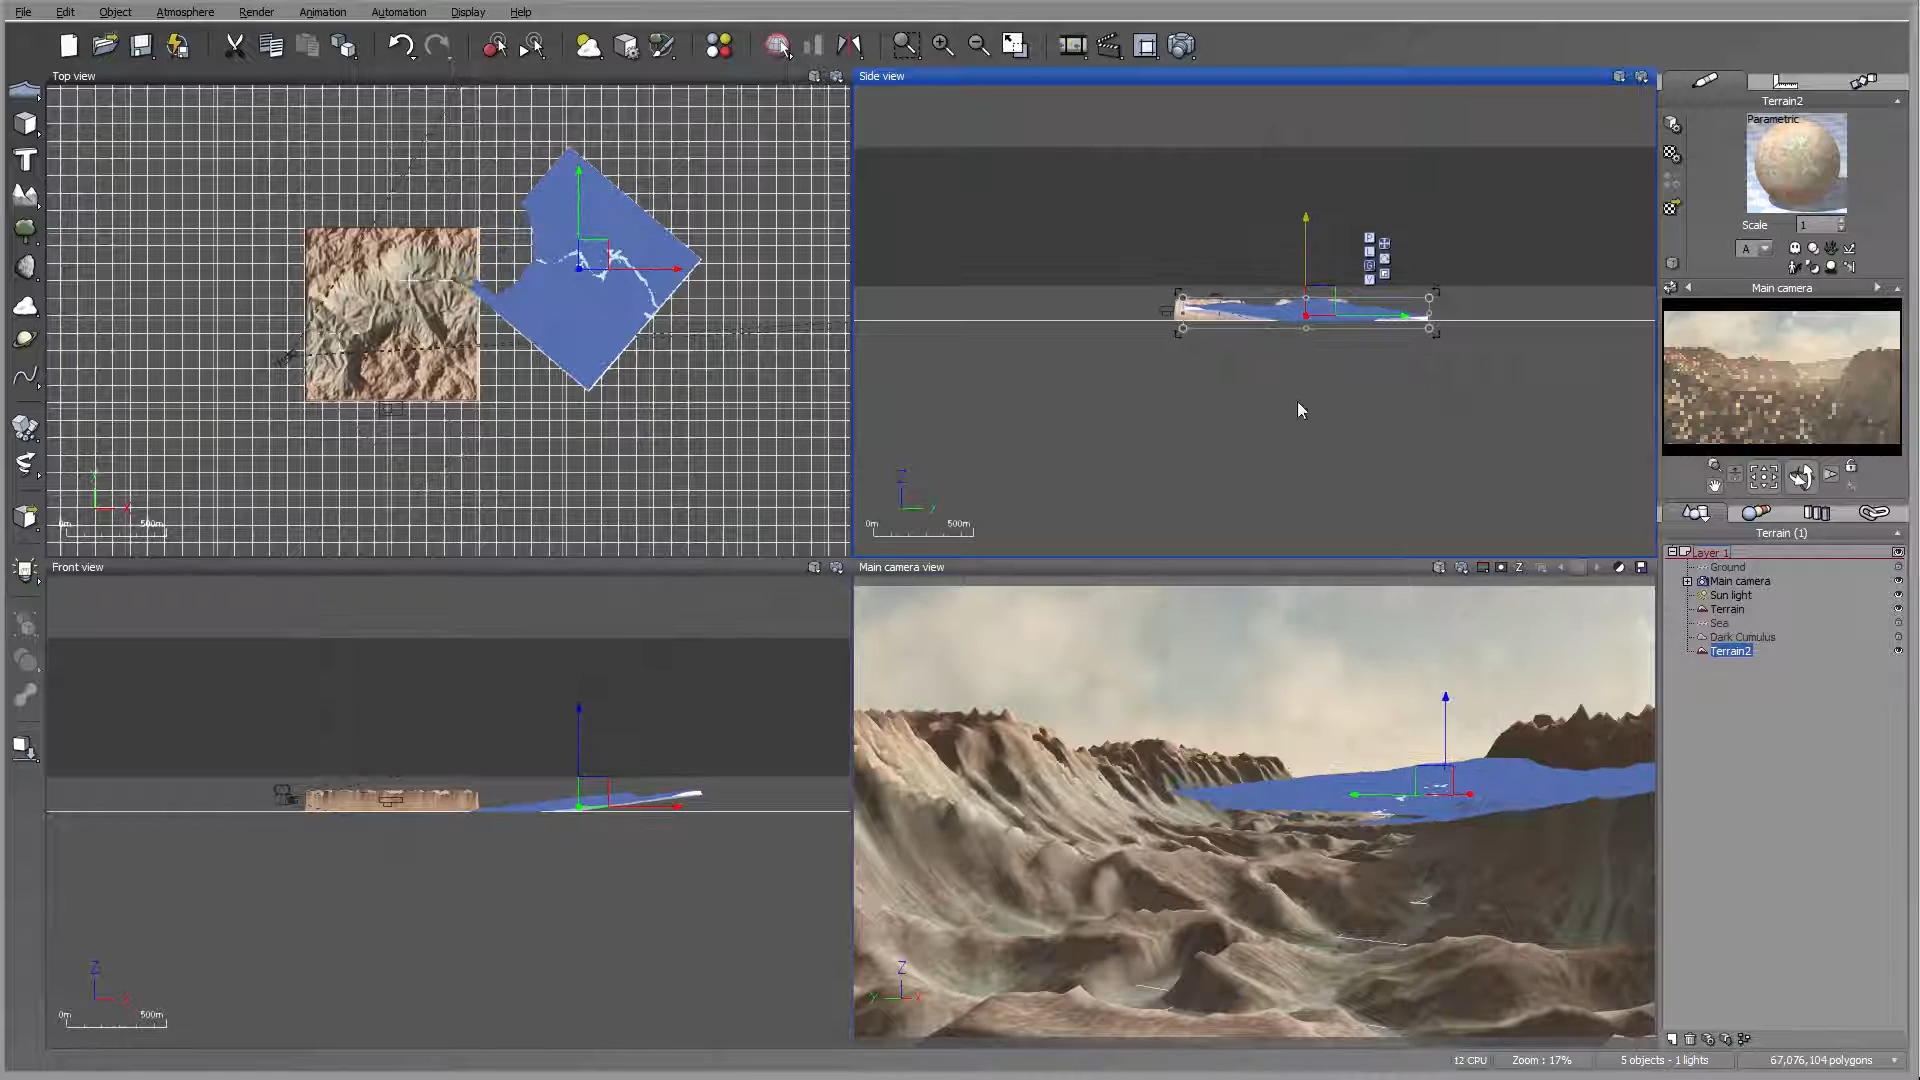 File Edit Object Atmosphere Render Animation Automation Display Help
Top view
Side view
Terrain2
Parametric
Scale 1
A
Main camera
0m 500m
0m 500m
Terrain (1)
Layer 1
Ground
Main camera
Sun light
Terrain
Sea
Dark Cumulus
Terrain2
Front view
Main camera view
Z
Z
Z
0m 500m
12 CPU Zoom : 17% 5 objects - 1 lights 67,076,104 polygons